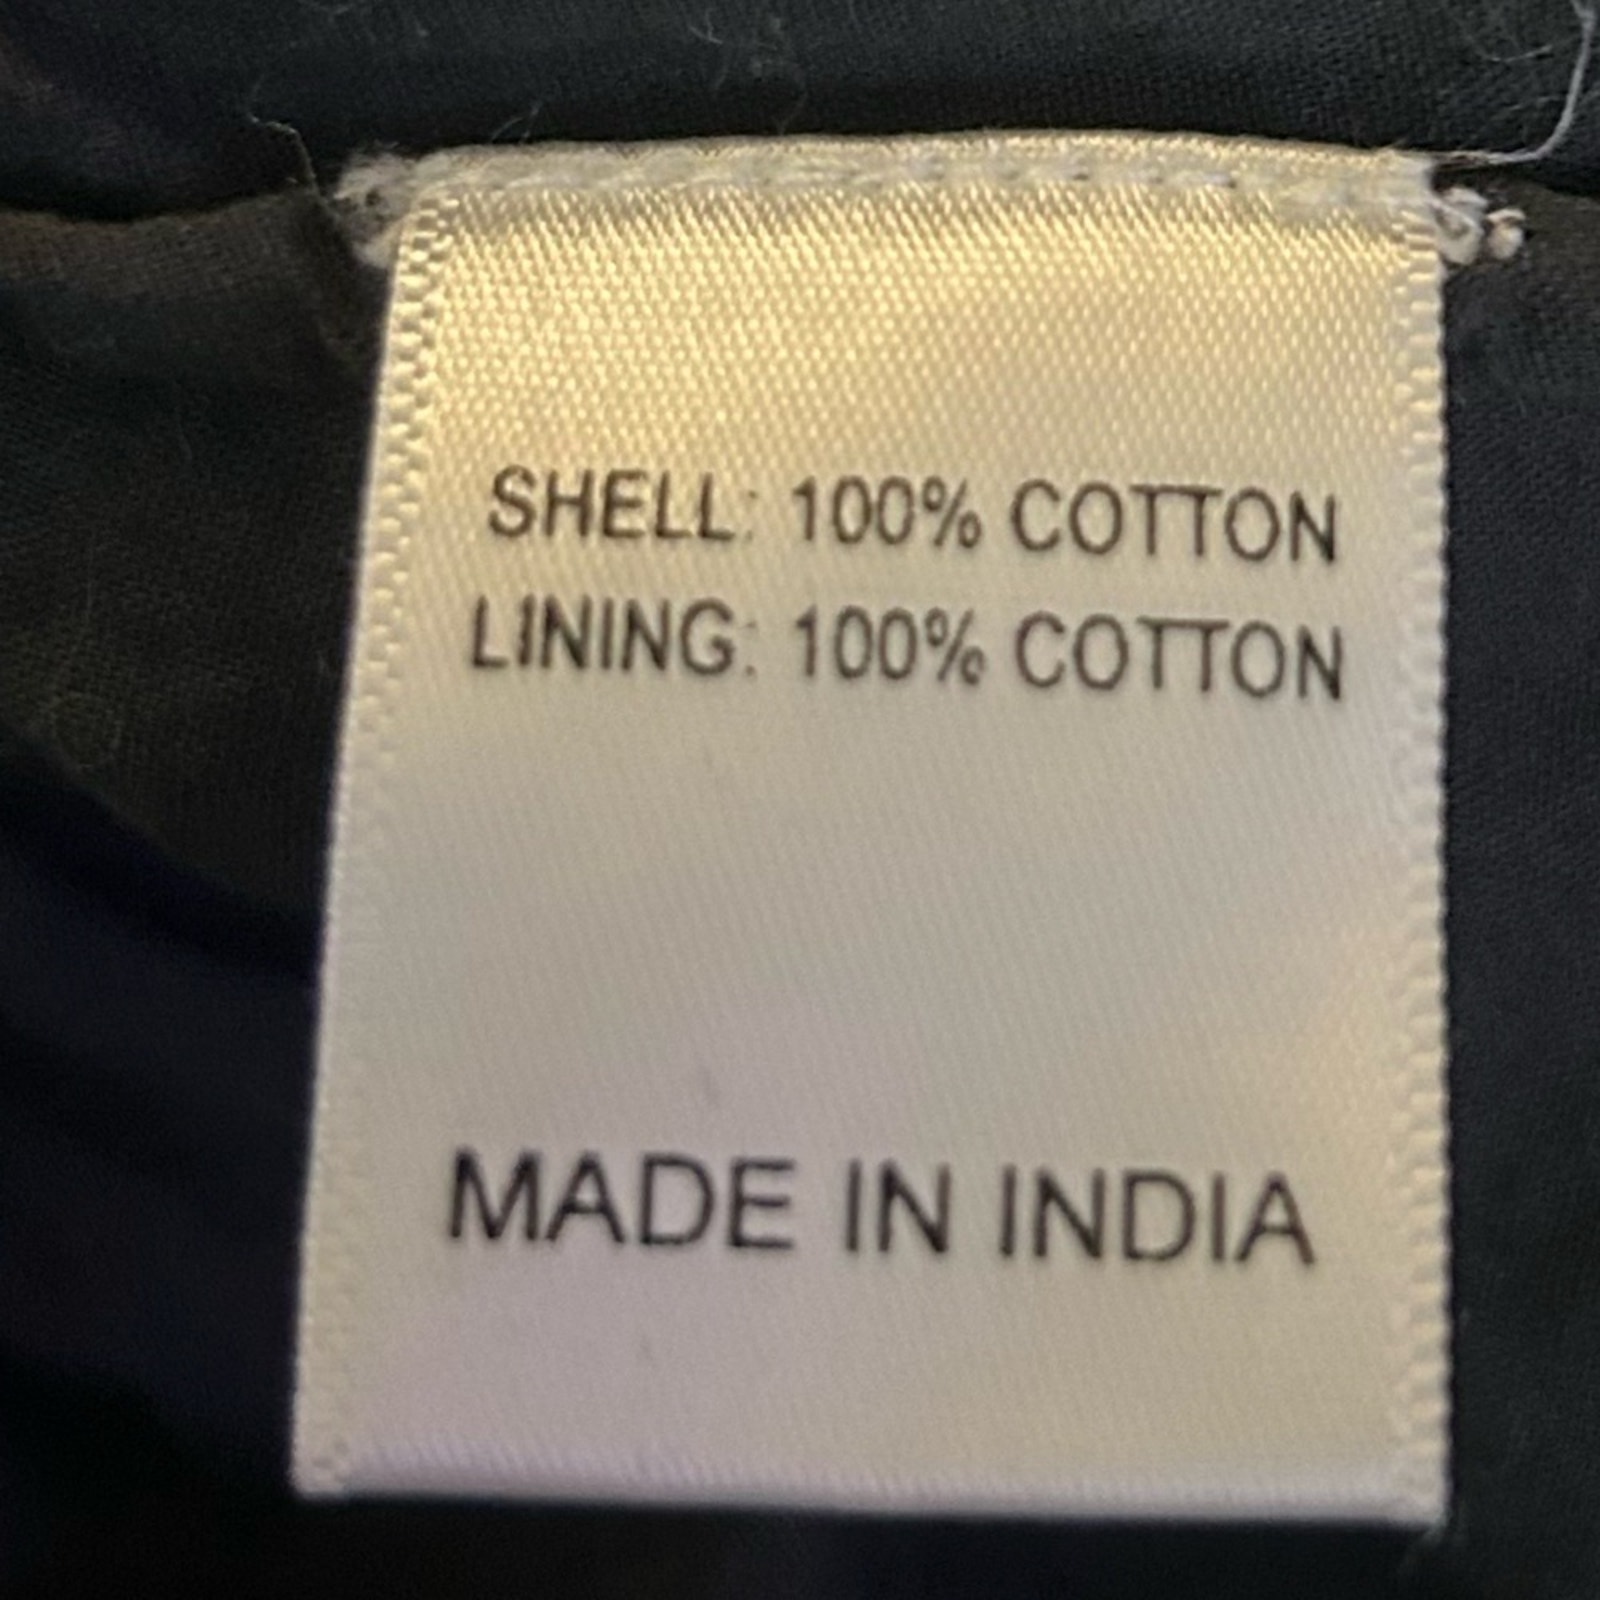 SHELL: 100% COTTON
LINING: 100% COTTON
MADE IN INDIA